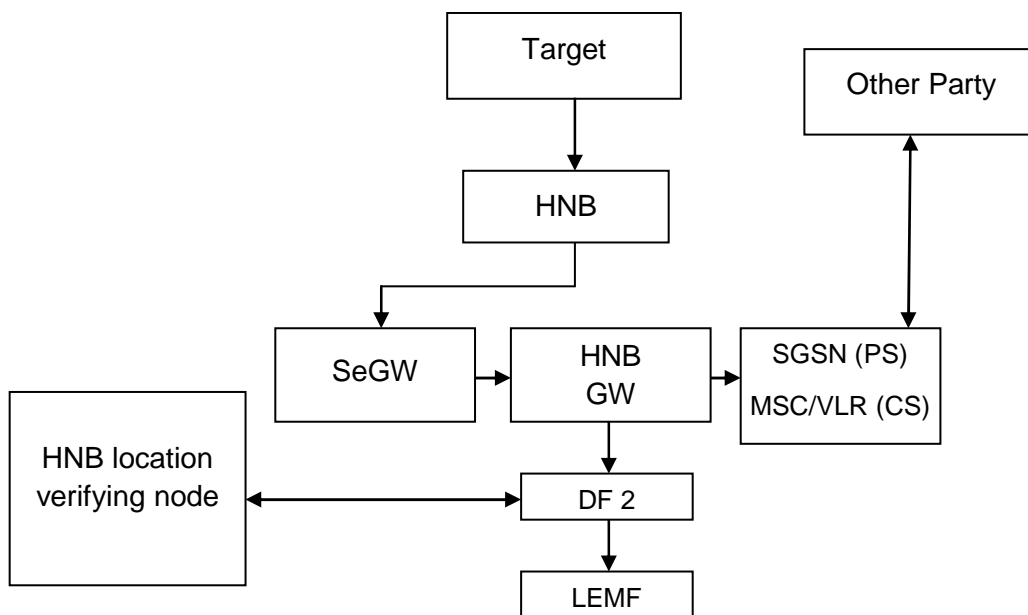 Target
Other Party
HNB
SeGW
HNB
GW
SGSN (PS)
MSC/VLR (CS)
HNB location
verifying node
DF 2
LEMF